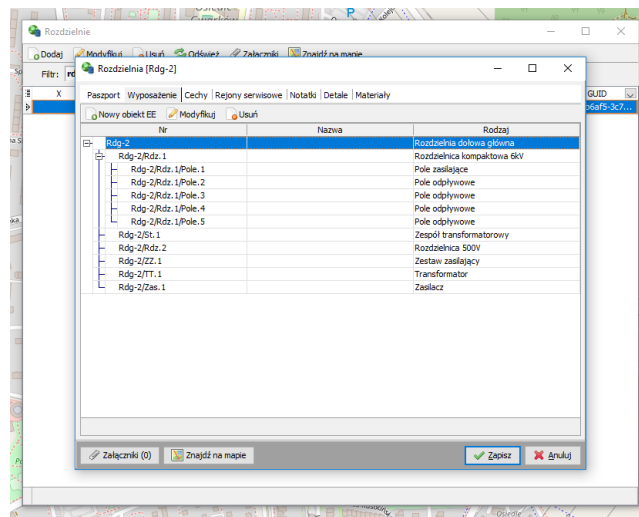 Osiedle
P
Rozdzielnie
Dodaj Modyfikuj Usuń Odśwież Załączniki Znajdź na mapie
Filtr:
X GUID
Rozdzielnia [Rdg-2]
Paszport Wyposażenie Cechy Rejony serwisowe Notatki Detale Materiały
Nowy obiekt EE Modyfikuj Usuń
Nr Nazwa Rodzaj
Rdg-2 Rozdzielnia dołowa główna
Rdg-2/Rdz.1 Rozdzielnica kompaktowa 6kV
Rdg-2/Rdz.1/Pole.1 Pole zasilające
Rdg-2/Rdz.1/Pole.2 Pole odpływowe
Rdg-2/Rdz.1/Pole.3 Pole odpływowe
Rdg-2/Rdz.1/Pole.4 Pole odpływowe
Rdg-2/Rdz.1/Pole.5 Pole odpływowe
Rdg-2/St.1 Zespół transformatorowy
Rdg-2/Rdz.2 Rozdzielnica 500V
Rdg-2/ZZ.1 Zestaw zasilający
Rdg-2/TT.1 Transformator
Rdg-2/Zas.1 Zasilacz
Załączniki (0) Znajdź na mapie Zapisz Anuluj
Osiedle